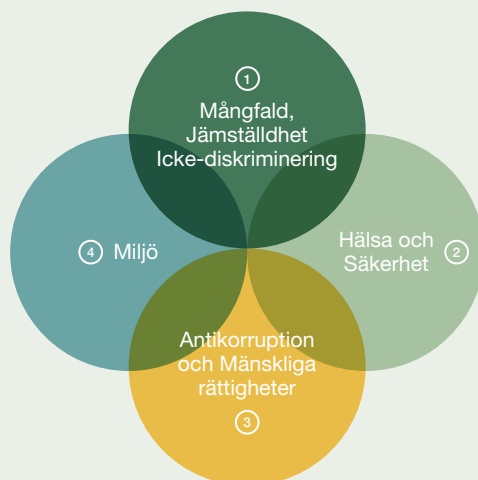 1
Mångfald,
Jämställdhet
Icke-diskriminering
Hälsa och
Säkerhet
2
Antikorruption
och Mänskliga
rättigheter
3
4 Miljö